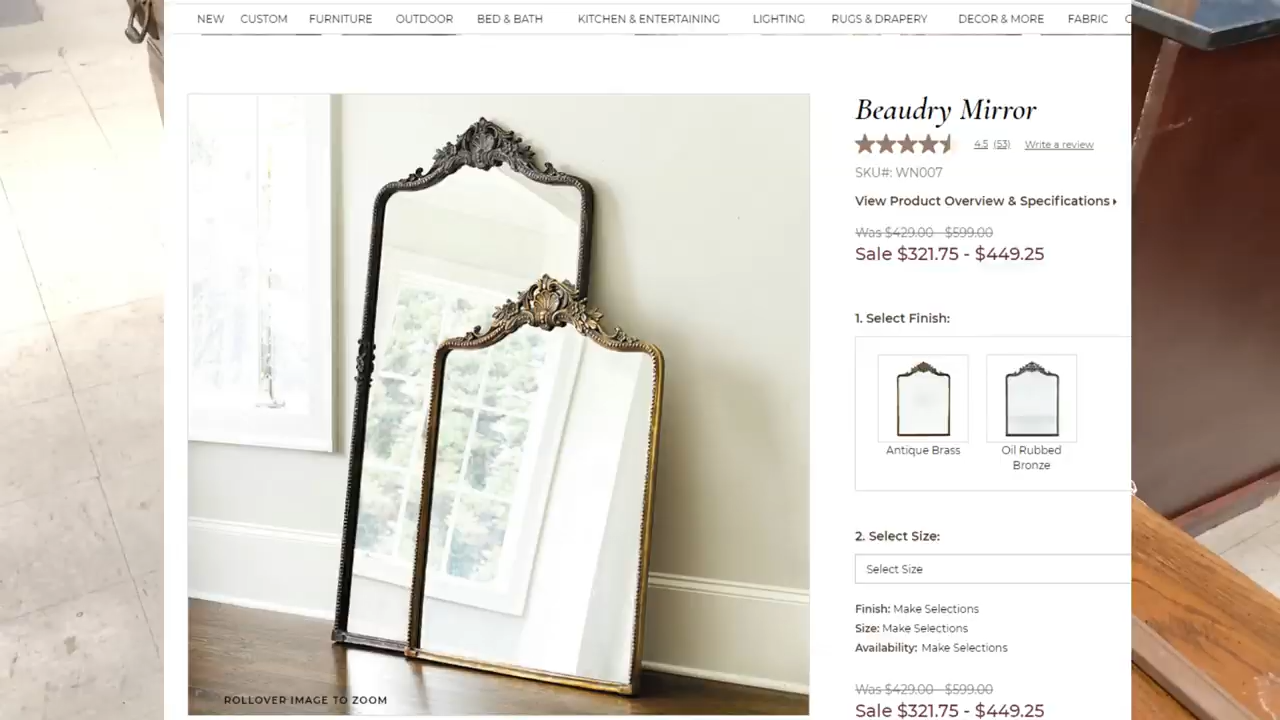 NEW CUSTOM FURNITURE OUTDOOR BED & BATH KITCHEN & ENTERTAINING LIGHTING RUGS & DRAPERY DECOR & MORE FABRIC
Beaudry Mirror
4.5 (53) Write a review
SKU#: WN007
View Product Overview & Specifications
Was $429.00 - $599.00
Sale $321.75 - $449.25
1. Select Finish:
Antique Brass
Oil Rubbed
Bronze
2. Select Size:
Select Size
Finish: Make Selections
Size: Make Selections
Availability: Make Selections
Was $429.00 - $599.00
Sale $321.75 - $449.25
ROLLOVER IMAGE TO ZOOM